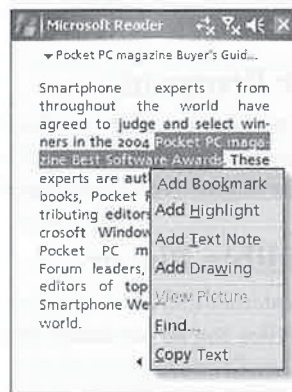 Microsoft Reader
Pocket PC magazine Buyer's Guid...
Smartphone experts from
throughout the world have
agreed to judge and select win-
ners in the 2004 Pocket PC maga-
zine Best Software Awards. These
experts are
books, Pocket
tributing editors
crosoft Window
Pocket PC
Forum leaders,
editors of top
Smartphone We
world.
Add Bookmark
Add Highlight
Add Text Note
Add Drawing
View Picture
Find...
Copy Text